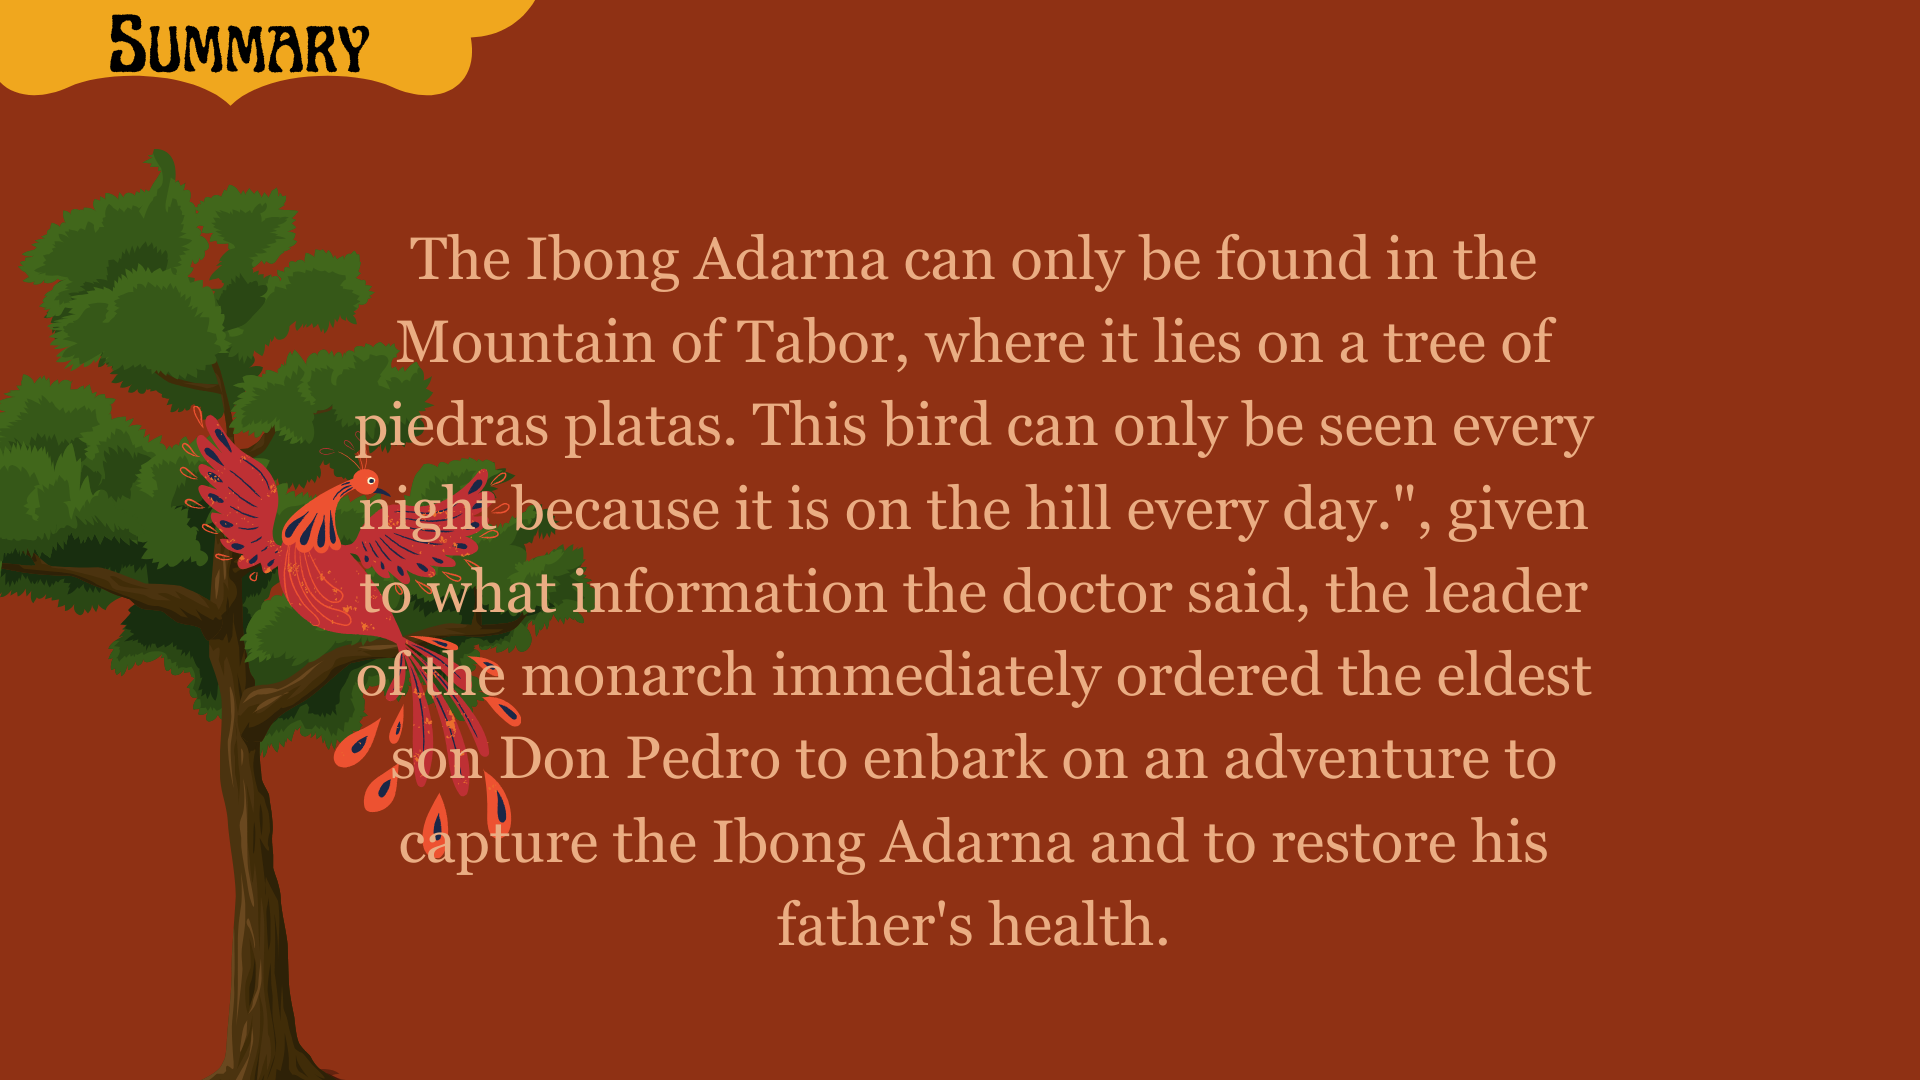 SUMMARY
The Ibong Adarna can only be found in the
Mountain of Tabor, where it lies on a tree of
piedras platas. This bird can only be seen every
night because it is on the hill every day.", given
to what information the doctor said, the leader
of the monarch immediately ordered the eldest
son Don Pedro to enbark on an adventure to
capture the Ibong Adarna and to restore his
father's health.